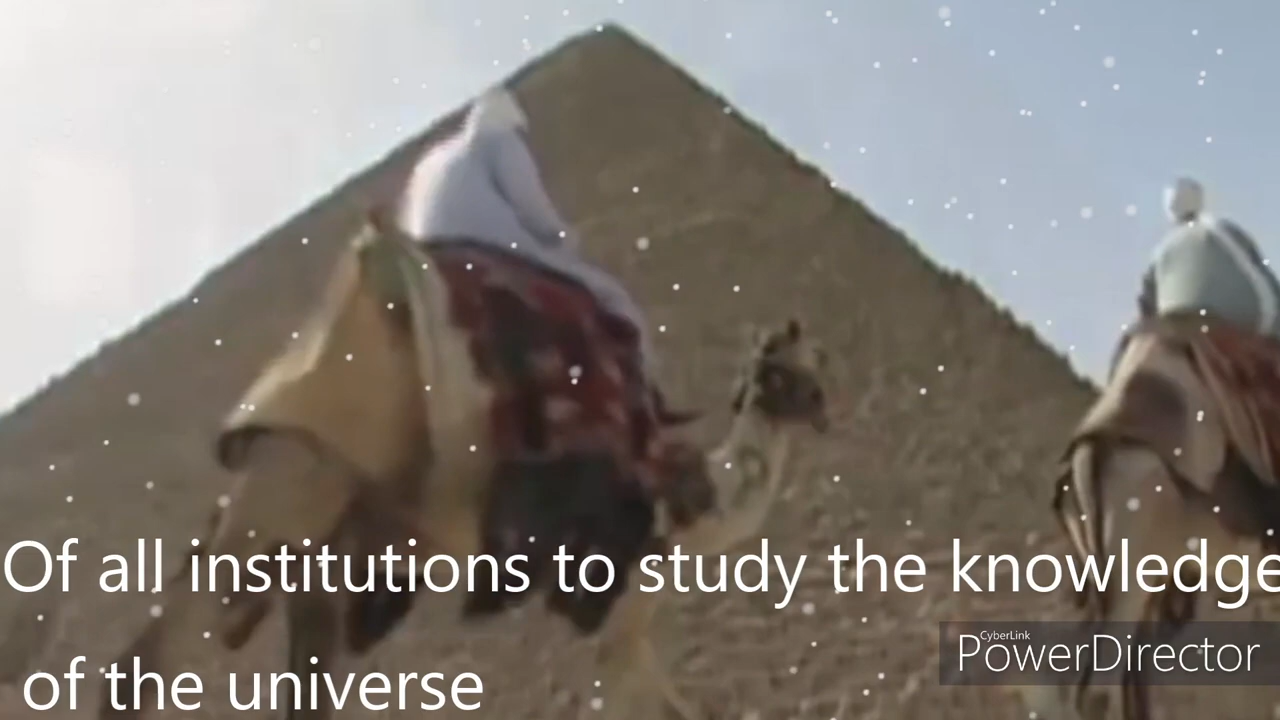 Of all institutions to study the knowledge
of the universe
CyberLink
PowerDirector